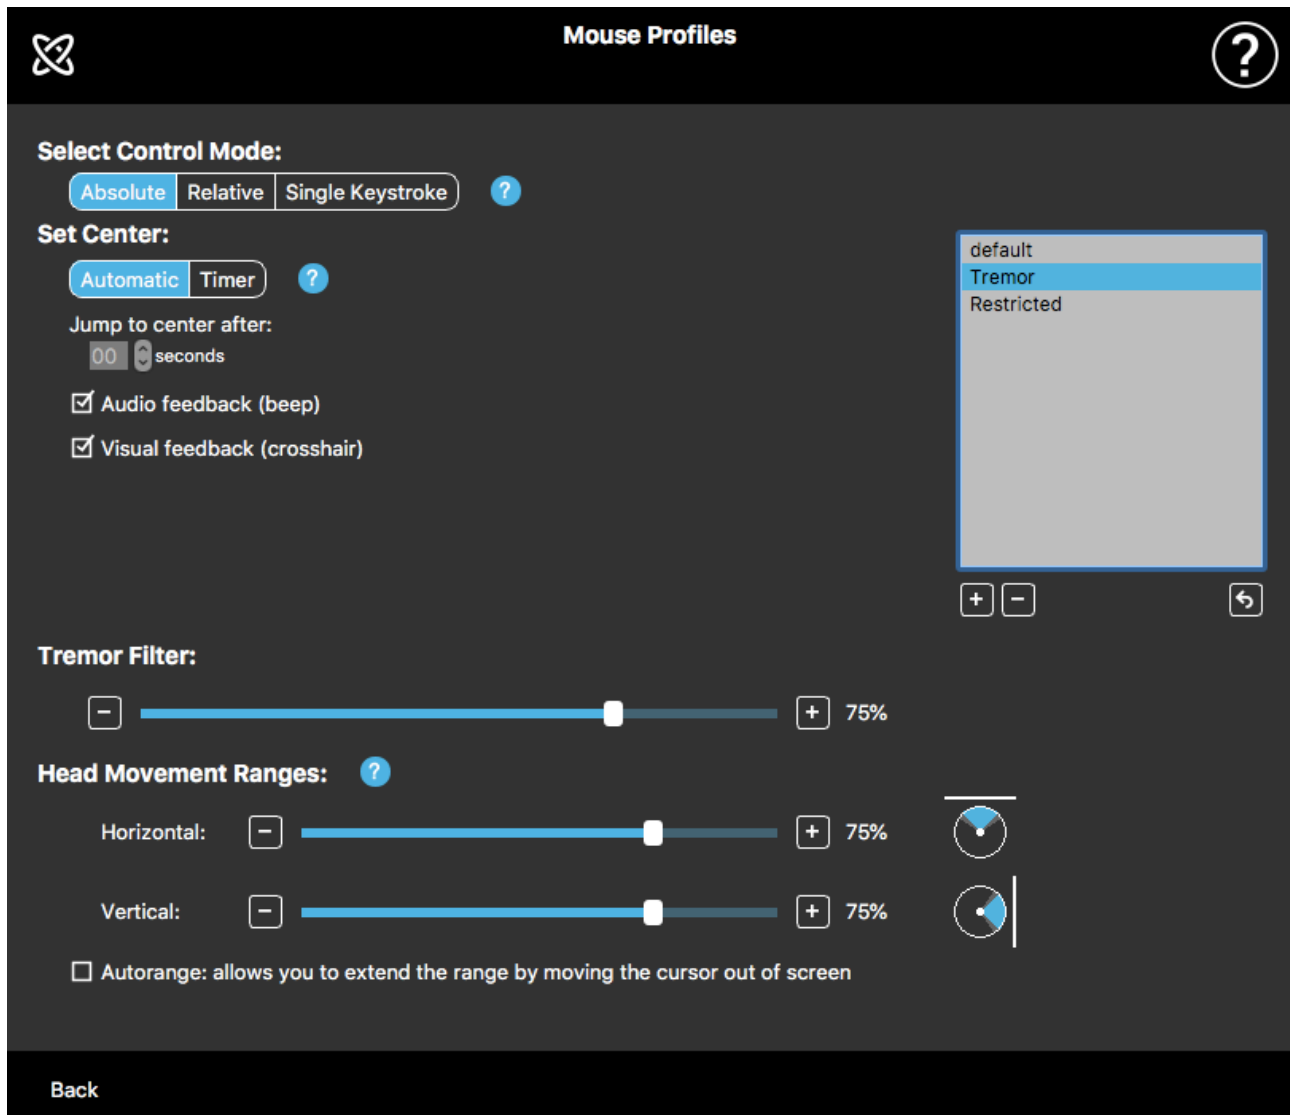 Mouse Profiles
?
Select Control Mode:
Absolute Relative Single Keystroke ?
Set Center:
Automatic Timer ?
Jump to center after:
00 seconds
Audio feedback (beep)
Visual feedback (crosshair)
default
Tremor
Restricted
+ −
Tremor Filter:
− + 75%
Head Movement Ranges: ?
Horizontal: − + 75%
Vertical: − + 75%
Autorange: allows you to extend the range by moving the cursor out of screen
Back